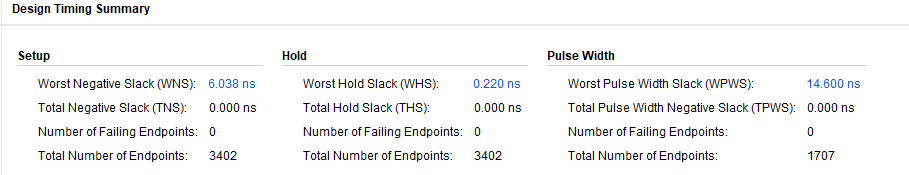 Design Timing Summary
Setup Hold Pulse Width
Worst Negative Slack (WNS): 6.038 ns Worst Hold Slack (WHS): 0.220 ns Worst Pulse Width Slack (WPWS): 14.600 ns
Total Negative Slack (TNS): 0.000 ns Total Hold Slack (THS): 0.000 ns Total Pulse Width Negative Slack (TPWS): 0.000 ns
Number of Failing Endpoints: 0 Number of Failing Endpoints: 0 Number of Failing Endpoints: 0
Total Number of Endpoints: 3402 Total Number of Endpoints: 3402 Total Number of Endpoints: 1707